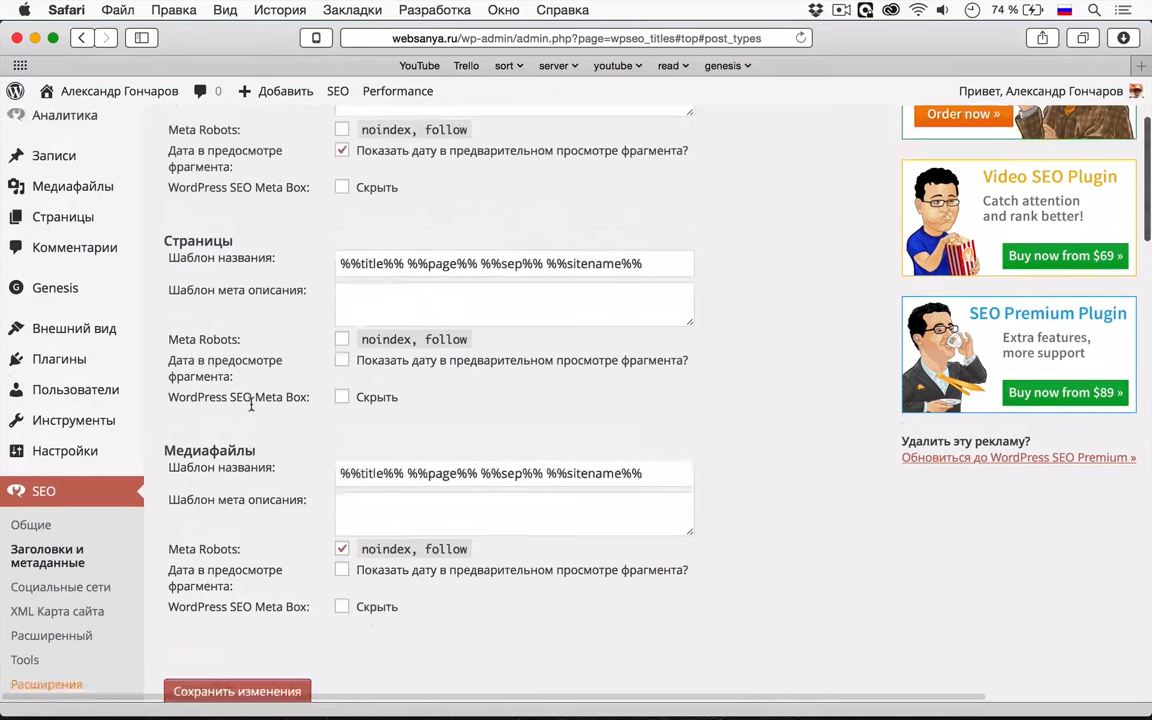 Safari Файл Правка Вид История Закладки Разработка Окно Справка 74 %
websanya.ru/wp-admin/admin.php?page=wpseo_titles#top#post_types
YouTube Trello sort server youtube read genesis
Александр Гончаров 0 Добавить SEO Performance Привет, Александр Гончаров
Аналитика
Записи
Медиафайлы
Страницы
Комментарии
Genesis
Внешний вид
Плагины
Пользователи
Инструменты
Настройки
SEO
Общие
Заголовки и
метаданные
Социальные сети
XML Карта сайта
Расширенный
Tools
Расширения
Meta Robots: noindex, follow
Дата в предосмотре Показать дату в предварительном просмотре фрагмента?
фрагмента:
WordPress SEO Meta Box: Скрыть
Страницы
Шаблон названия: %%title%% %%page%% %%sep%% %%sitename%%
Шаблон мета описания:
Meta Robots: noindex, follow
Дата в предосмотре Показать дату в предварительном просмотре фрагмента?
фрагмента:
WordPress SEO Meta Box: Скрыть
Медиафайлы
Шаблон названия: %%title%% %%page%% %%sep%% %%sitename%%
Шаблон мета описания:
Meta Robots: noindex, follow
Дата в предосмотре Показать дату в предварительном просмотре фрагмента?
фрагмента:
WordPress SEO Meta Box: Скрыть
Сохранить изменения
Order now »
Video SEO Plugin
Catch attention
and rank better!
Buy now from $69 »
SEO Premium Plugin
Extra features,
more support
Buy now from $89 »
Удалить эту рекламу?
Обновиться до WordPress SEO Premium »